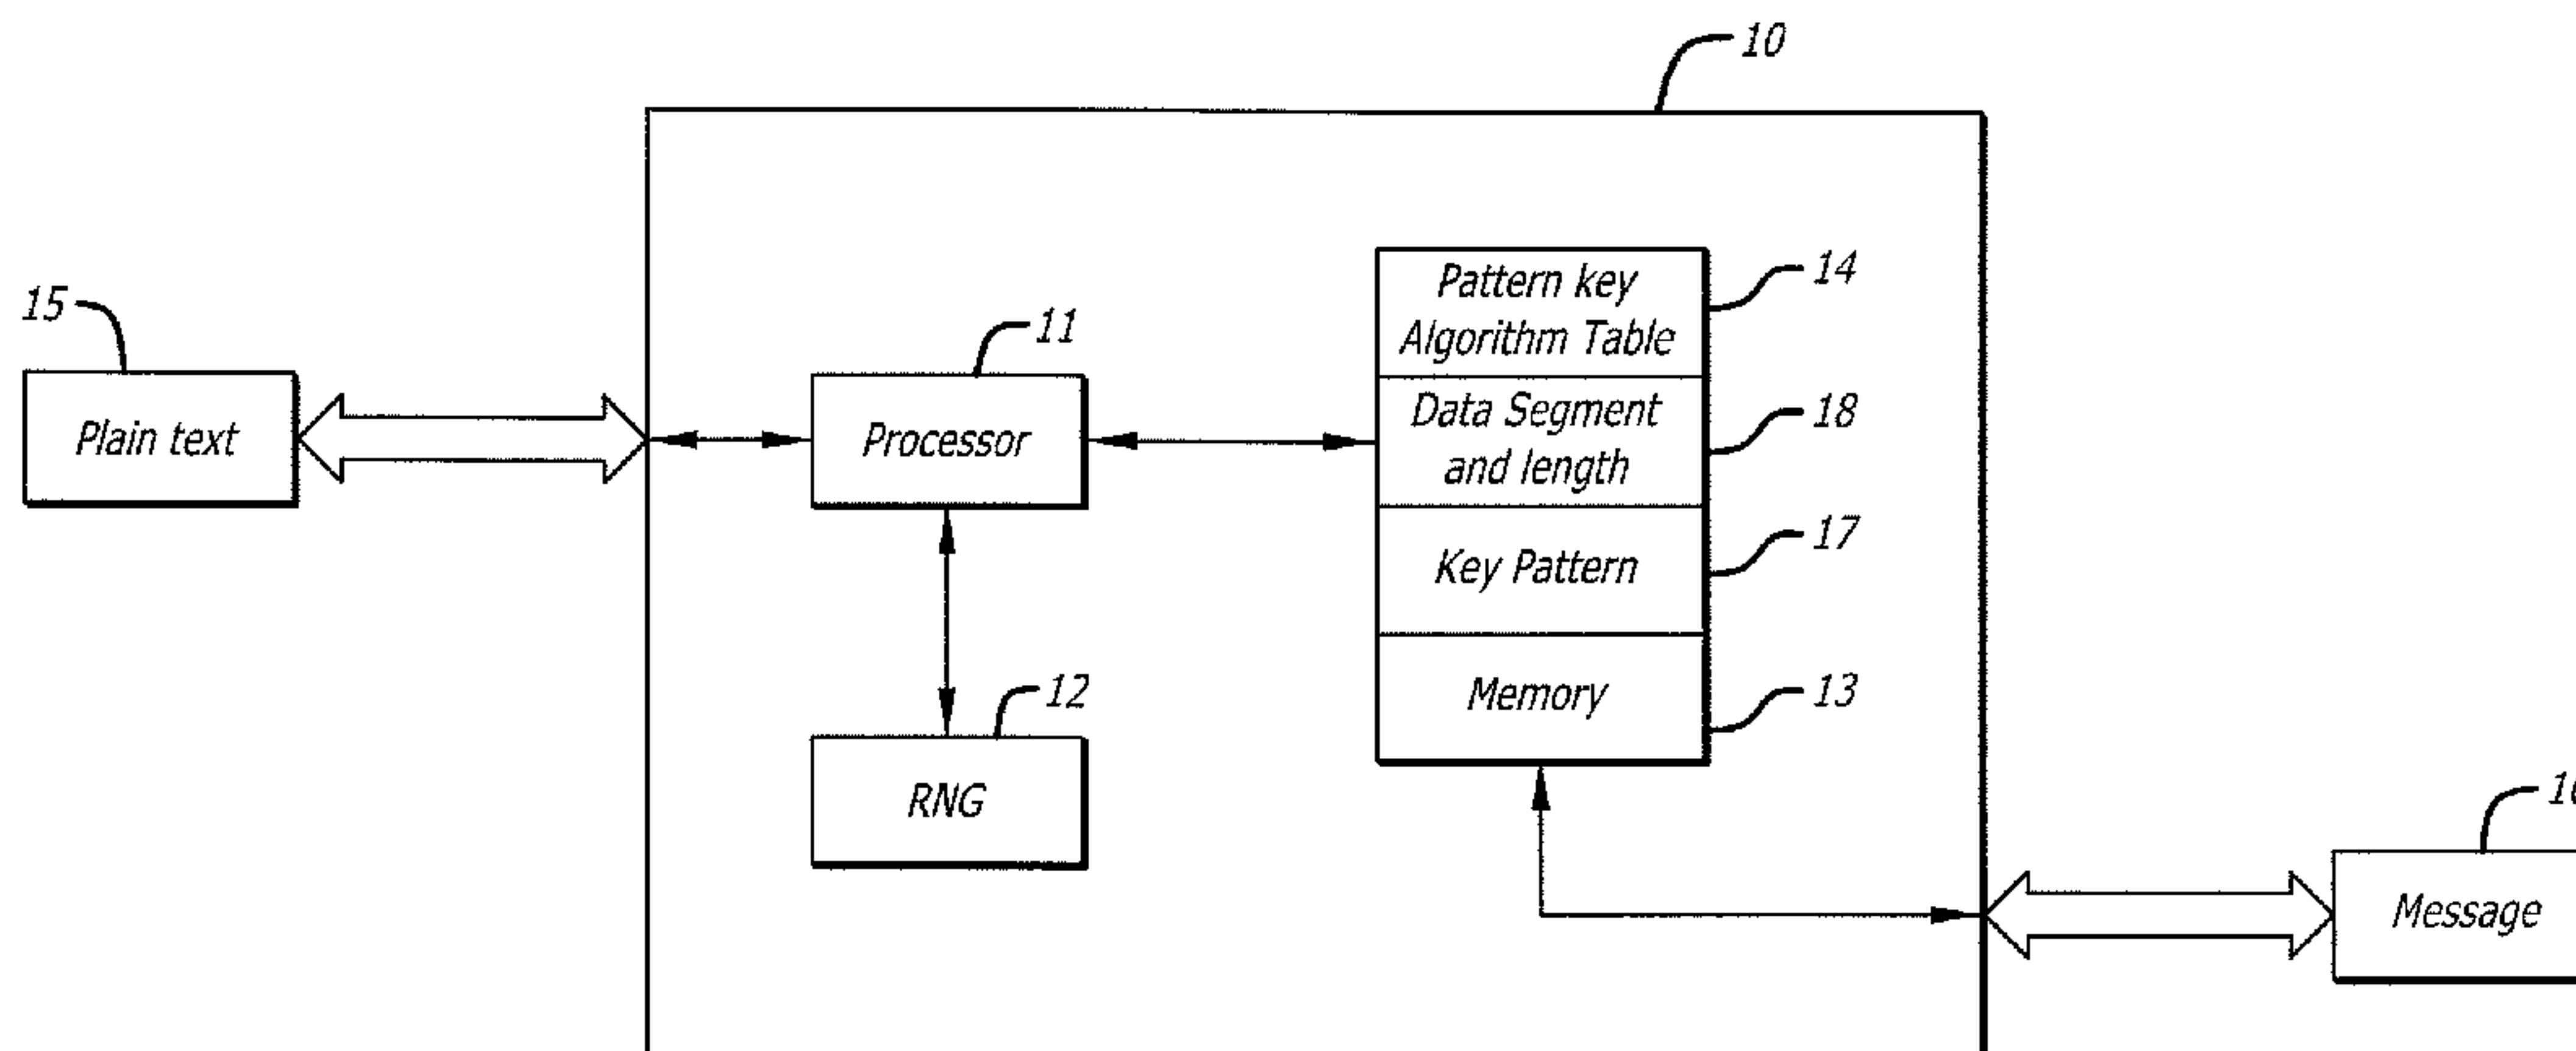 10
14
Pattern key
Algorithm Table
15
11
18
Data Segment
and length
Plain text
Processor
17
Key Pattern
12
13
Memory
RNG
Message